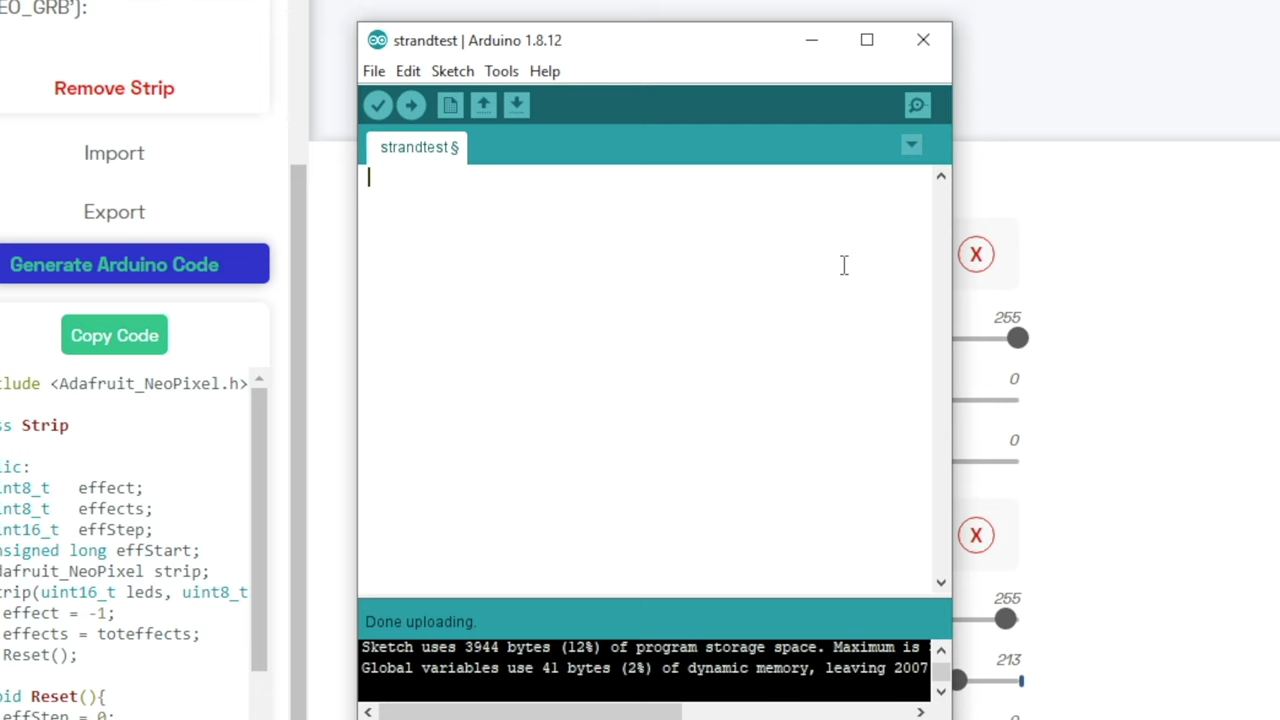 EO_GRB']:
Remove Strip
Import
Export
Generate Arduino Code
Copy Code
clude <Adafruit_NeoPixel.h>
ss Strip
lic:
int8_t effect;
int8_t effects;
int16_t effStep;
nsigned long effStart;
dafruit_NeoPixel strip;
trip(uint16_t leds, uint8_t
effect = -1;
effects = toteffects;
Reset();
oid Reset(){
effStep = 0;
strandtest | Arduino 1.8.12
File Edit Sketch Tools Help
strandtest §
Done uploading.
Sketch uses 3944 bytes (12%) of program storage space. Maximum is
Global variables use 41 bytes (2%) of dynamic memory, leaving 2007
X
255
0
0
X
255
213